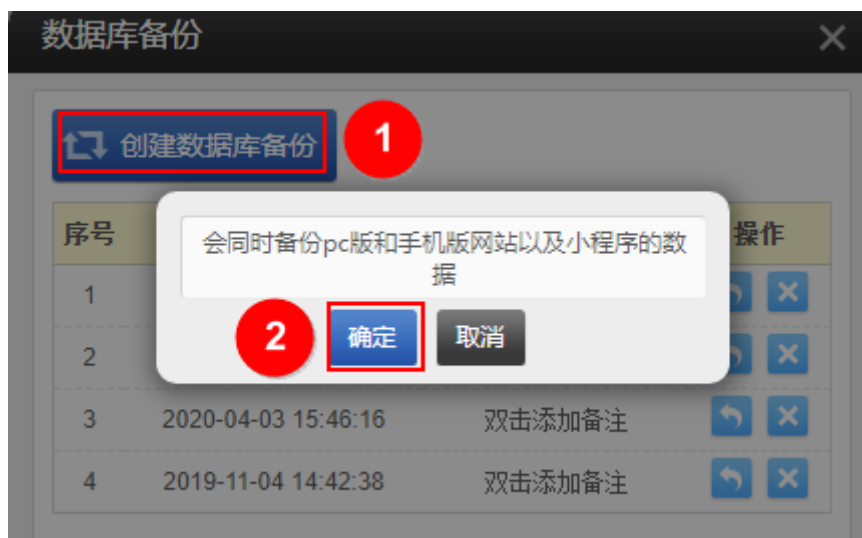 数据库备份
创建数据库备份
1
序号
操作
会同时备份pc版和手机版网站以及小程序的数
据
1
2
2
确定
取消
3 2020-04-03 15:46:16 双击添加备注
4 2019-11-04 14:42:38 双击添加备注